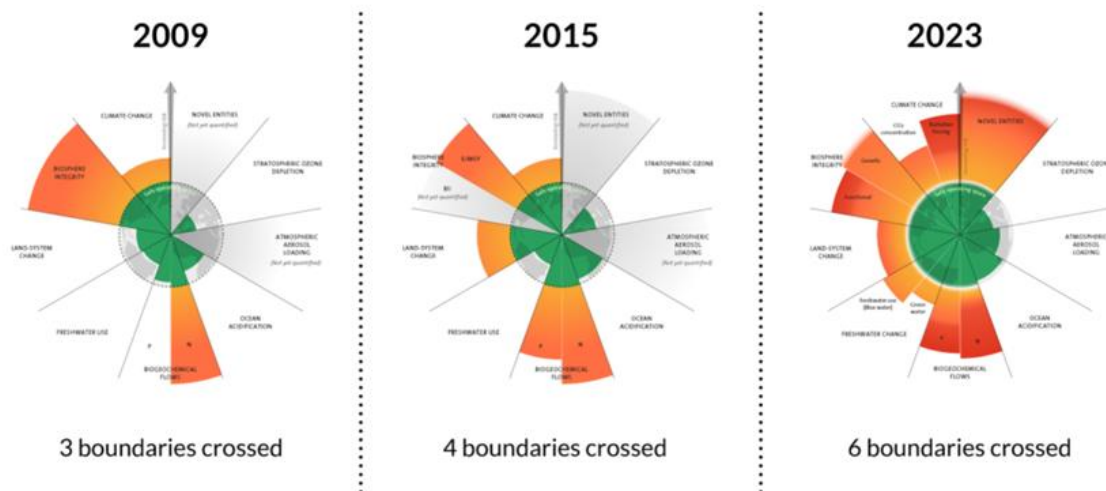 2009
CLIMATE CHANGE
NOVEL ENTITIES
(Not yet quantified)
BIOSPHERE
INTEGRITY
STRATOSPHERIC OZONE
DEPLETION
LAND-SYSTEM
CHANGE
ATMOSPHERIC
AEROSOL
LOADING
(Not yet quantified)
FRESHWATER USE
P
N
BIOGEOCHEMICAL
FLOWS
OCEAN
ACIDIFICATION
3 boundaries crossed
2015
CLIMATE CHANGE
NOVEL ENTITIES
(Not yet quantified)
BIOSPHERE
INTEGRITY
E/MSY
BII
(Not yet quantified)
STRATOSPHERIC OZONE
DEPLETION
LAND-SYSTEM
CHANGE
ATMOSPHERIC
AEROSOL
LOADING
(Not yet quantified)
FRESHWATER USE
P
N
BIOGEOCHEMICAL
FLOWS
OCEAN
ACIDIFICATION
4 boundaries crossed
2023
CLIMATE CHANGE
CO2
concentration
Radiative
forcing
NOVEL ENTITIES
BIOSPHERE
INTEGRITY
Genetic
Functional
STRATOSPHERIC OZONE
DEPLETION
Safe operating space
LAND-SYSTEM
CHANGE
ATMOSPHERIC
AEROSOL
LOADING
Freshwater use
(Blue water)
Green
water
FRESHWATER CHANGE
P
N
BIOGEOCHEMICAL
FLOWS
OCEAN
ACIDIFICATION
6 boundaries crossed